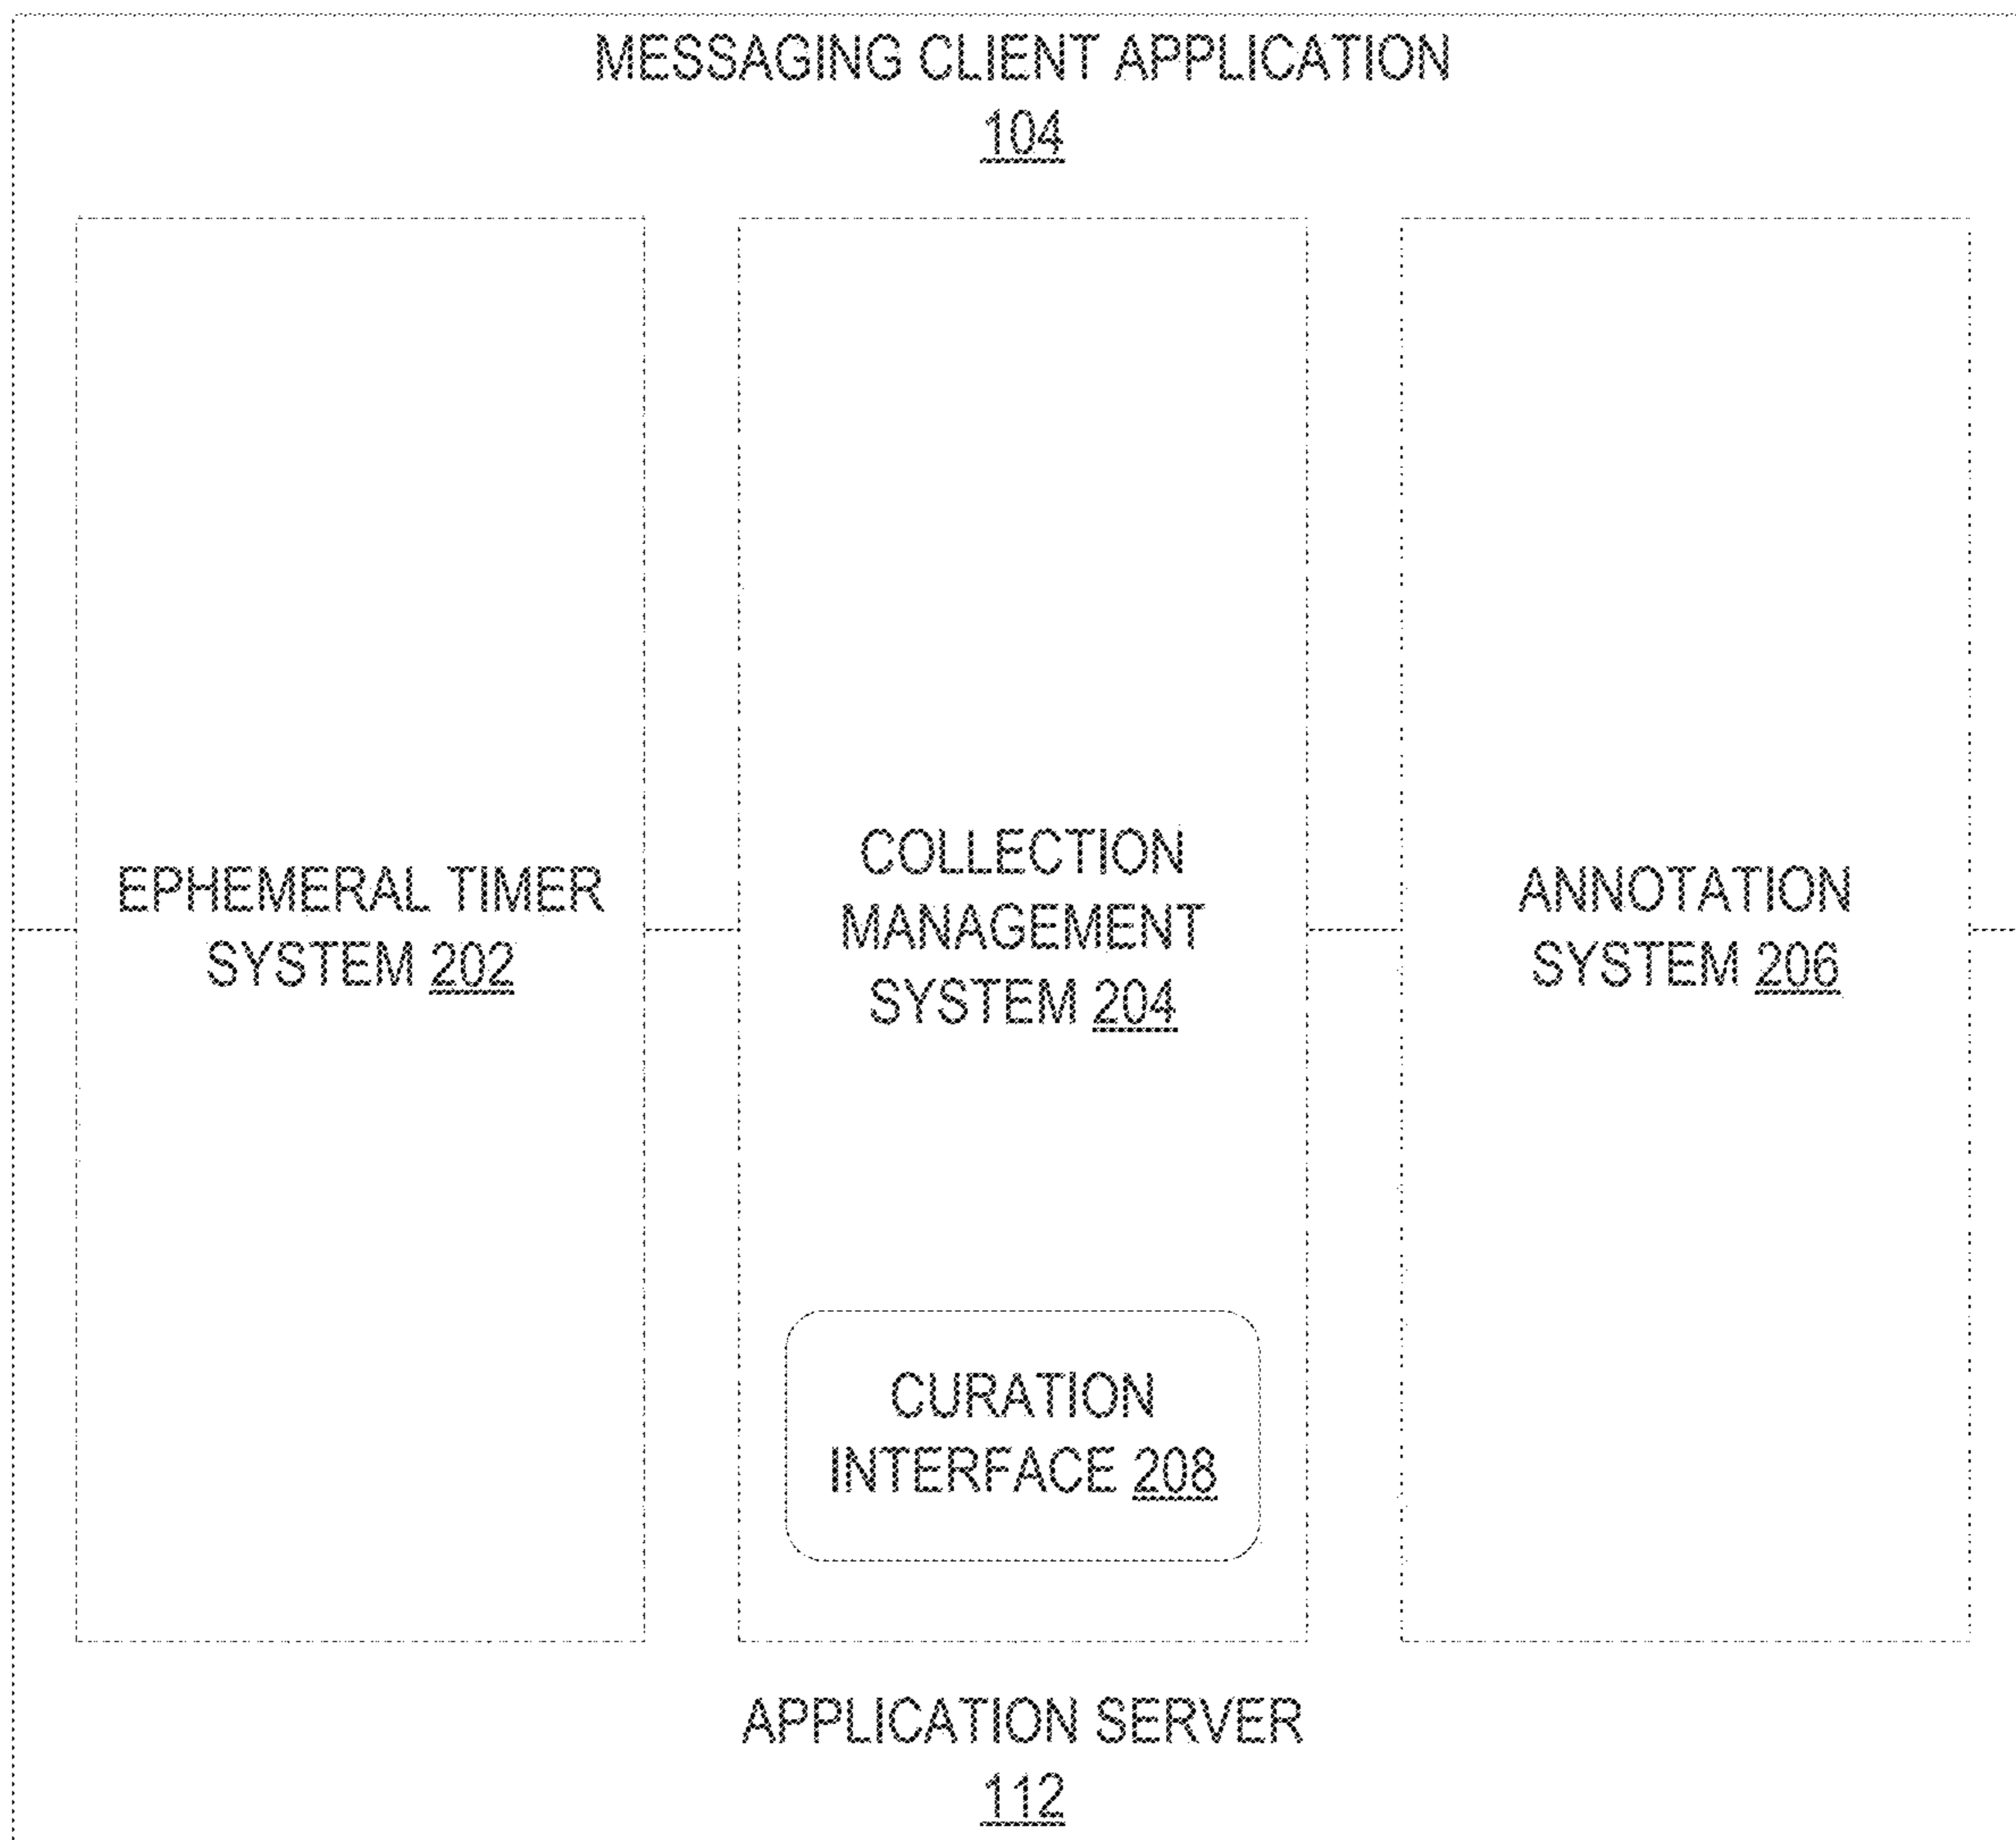 MESSAGING CLIENT APPLICATION
104
EPHEMERAL TIMER
SYSTEM 202
COLLECTION
MANAGEMENT
SYSTEM 204
ANNOTATION
SYSTEM 206
CURATION
INTERFACE 208
APPLICATION SERVER
112